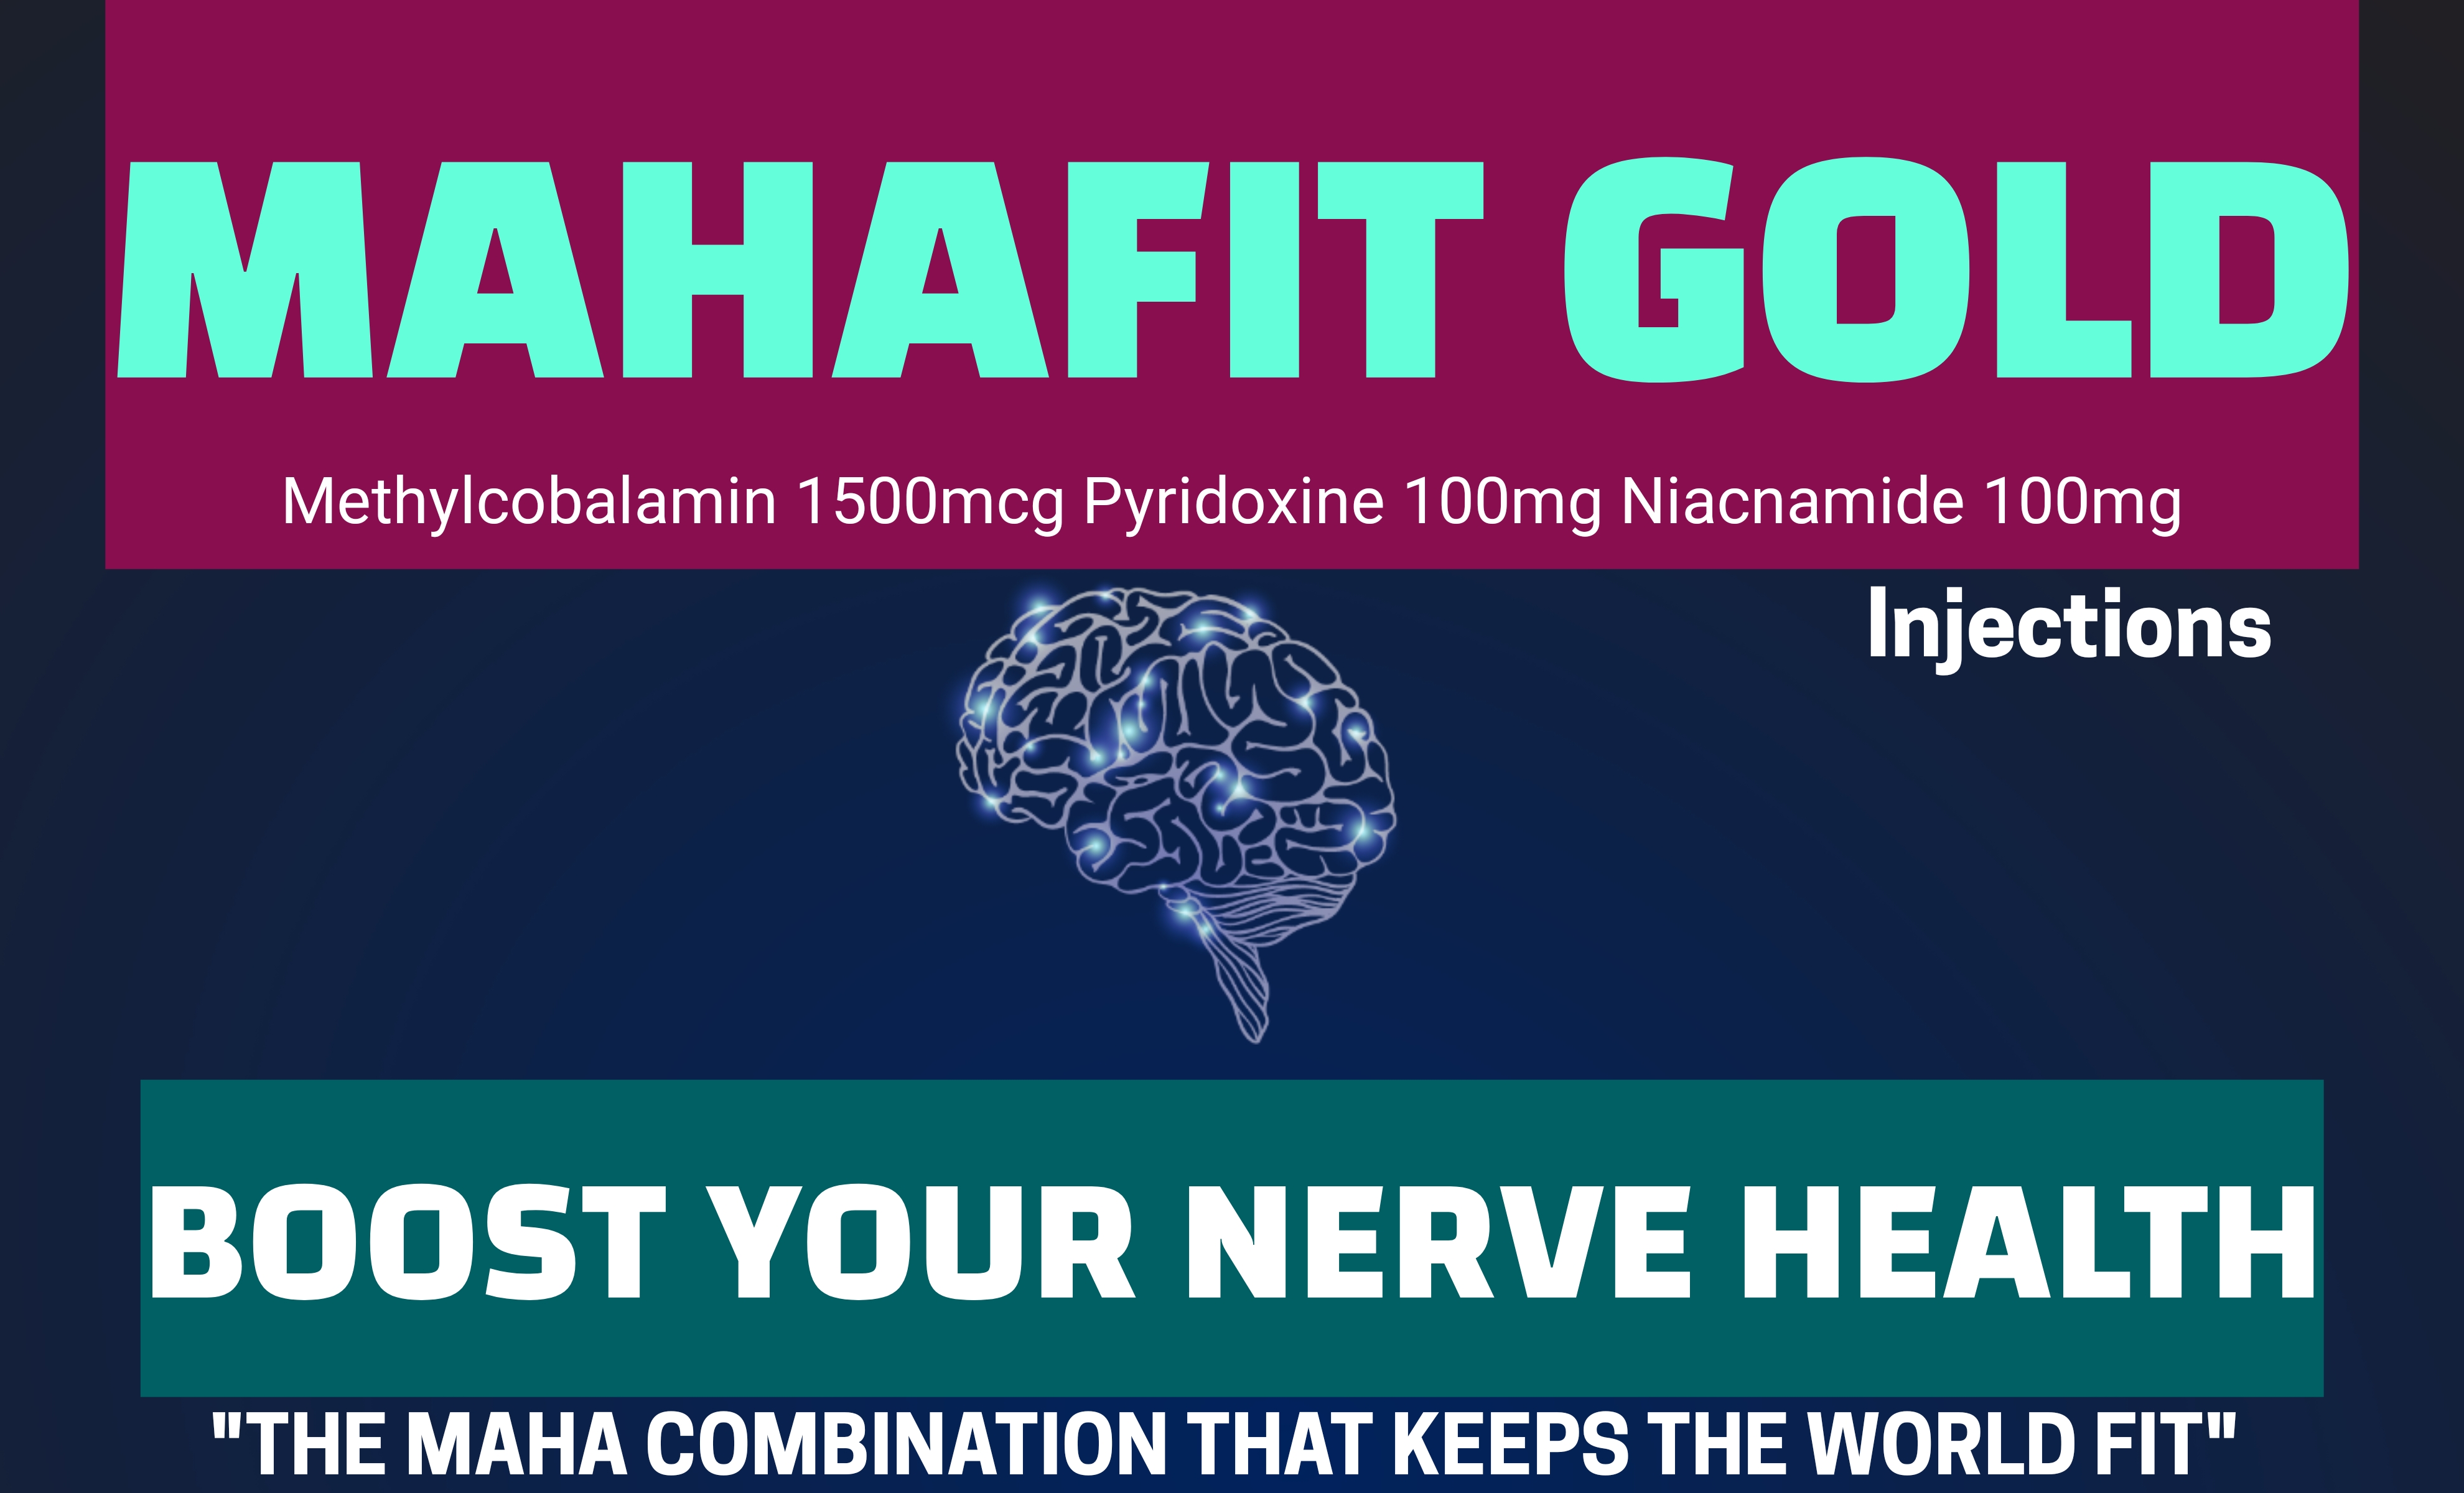 MAHAFIT GOLD
Methylcobalamin 1500mcg Pyridoxine 100mg Niacnamide 100mg
Injections
BOOST YOUR NERVE HEALTH
"THE MAHA COMBINATION THAT KEEPS THE WORLD FIT"